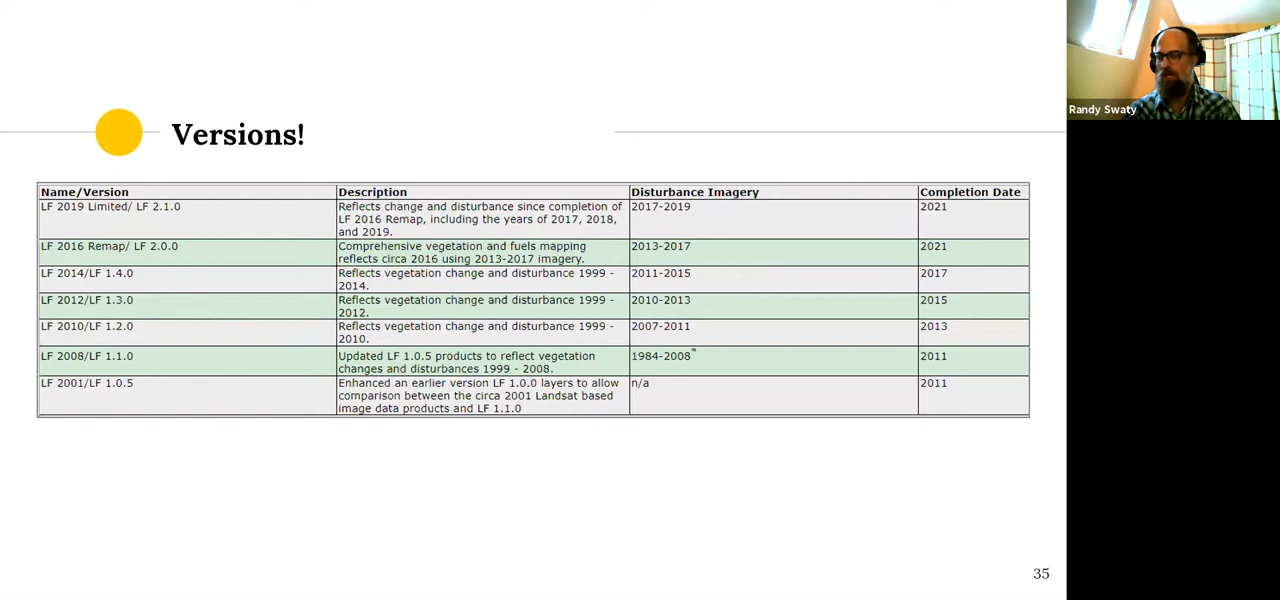 Randy Swaty
Versions!
Name/Version Description Disturbance Imagery Completion Date
LF 2019 Limited/ LF 2.1.0 Reflects change and disturbance since completion of 2017-2019 2021
LF 2016 Remap, including the years of 2017, 2018,
and 2019.
LF 2016 Remap/ LF 2.0.0 Comprehensive vegetation and fuels mapping 2013-2017 2021
reflects circa 2016 using 2013-2017 imagery.
LF 2014/LF 1.4.0 Reflects vegetation change and disturbance 1999 - 2011-2015 2017
2014.
LF 2012/LF 1.3.0 Reflects vegetation change and disturbance 1999 - 2010-2013 2015
2012.
LF 2010/LF 1.2.0 Reflects vegetation change and disturbance 1999 - 2007-2011 2013
2010.
LF 2008/LF 1.1.0 Updated LF 1.0.5 products to reflect vegetation 1984-2008* 2011
changes and disturbances 1999 - 2008.
LF 2001/LF 1.0.5 Enhanced an earlier version LF 1.0.0 layers to allow n/a 2011
comparison between the circa 2001 Landsat based
image data products and LF 1.1.0
35